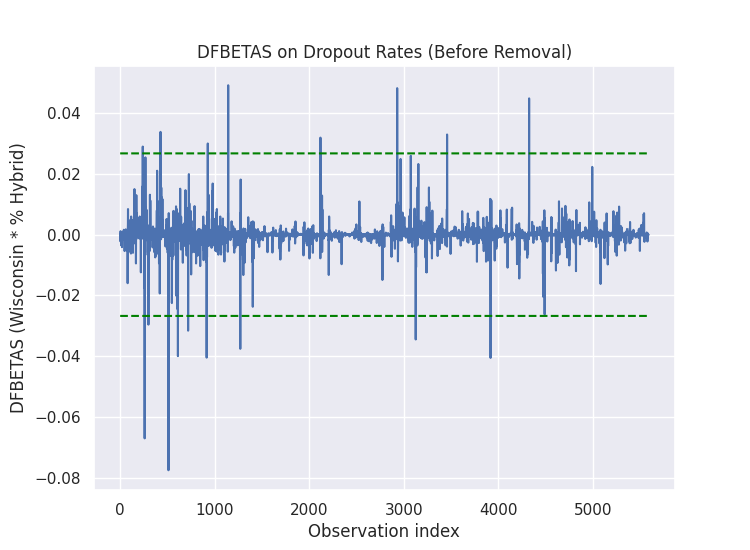 DFBETAS on Dropout Rates (Before Removal)
DFBETAS (Wisconsin * % Hybrid)
0.04
0.02
0.00
−0.02
−0.04
−0.06
−0.08
0 1000 2000 3000 4000 5000
Observation index